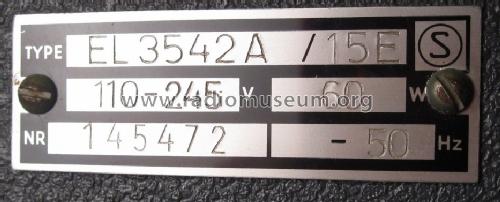 TYPE EL3542A /15E S
110-245 V 60 W
www.radiomuseum.org
NR 145472 - 50 Hz